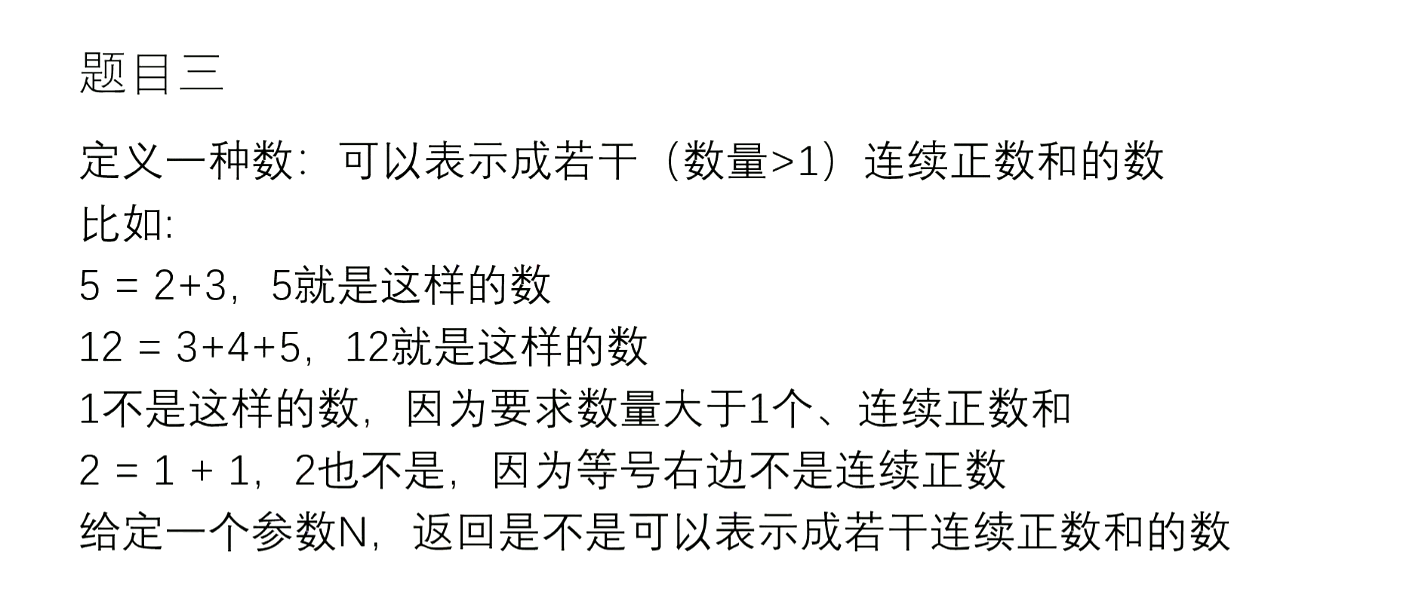 题目三
定义一种数：可以表示成若干（数量>1）连续正数和的数
比如:
5 = 2+3，5就是这样的数
12 = 3+4+5，12就是这样的数
1不是这样的数，因为要求数量大于1个、连续正数和
2 = 1 + 1，2也不是，因为等号右边不是连续正数
给定一个参数N，返回是不是可以表示成若干连续正数和的数